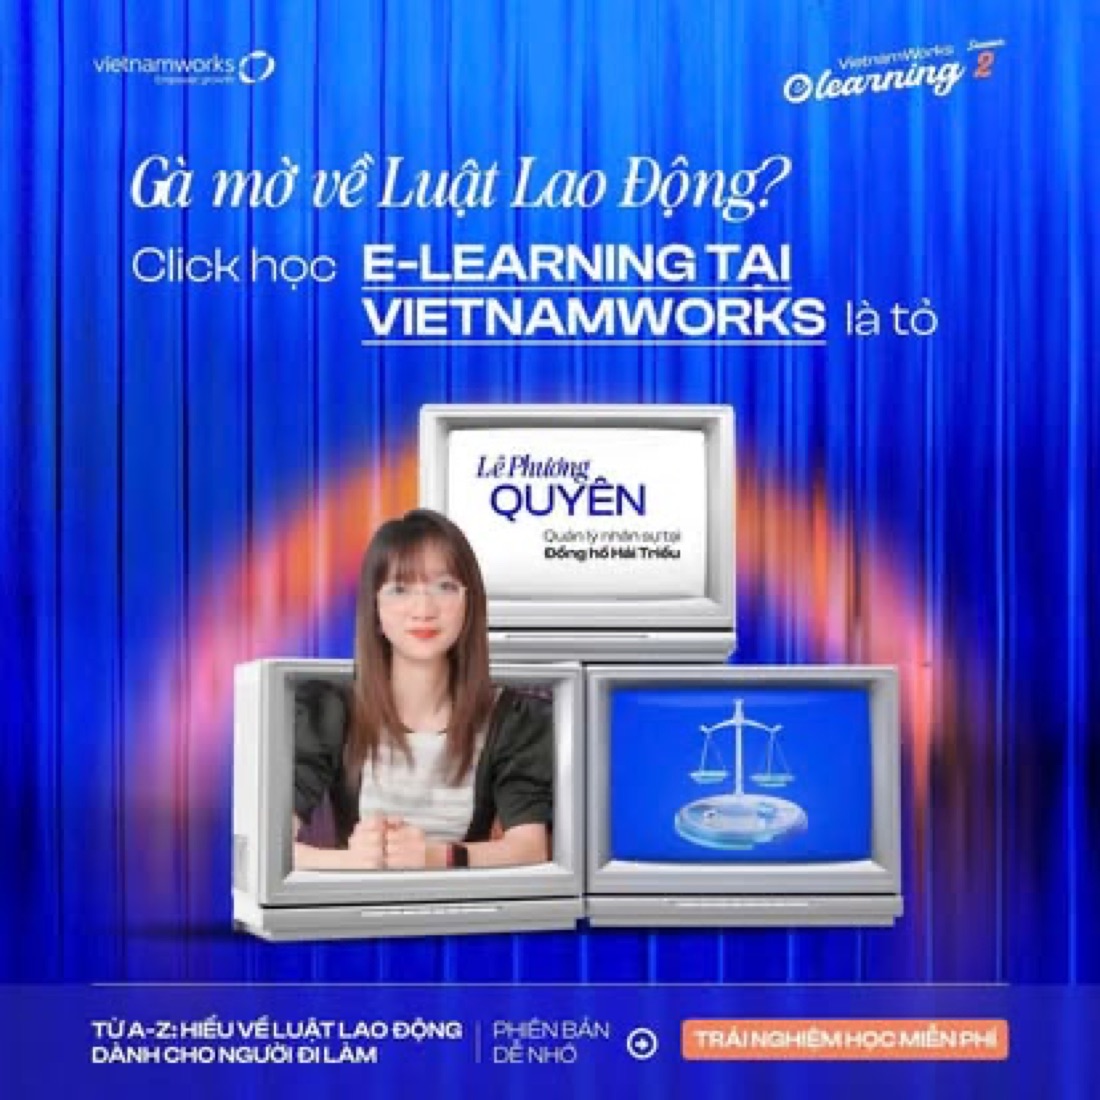 vietnamworks
Empower growth
VietnamWorks
learning
Season
2
Gà mờ về Luật Lao Động?
Click học E-LEARNING TẠI
VIETNAMWORKS là tỏ
Lê Phương
QUYÊN
Quản lý nhân sự tại
Đồng hồ Hải Triều
TỪ A-Z: HIỂU VỀ LUẬT LAO ĐỘNG
DÀNH CHO NGƯỜI ĐI LÀM
PHIÊN BẢN
DỄ NHỚ
TRẢI NGHIỆM HỌC MIỄN PHÍ